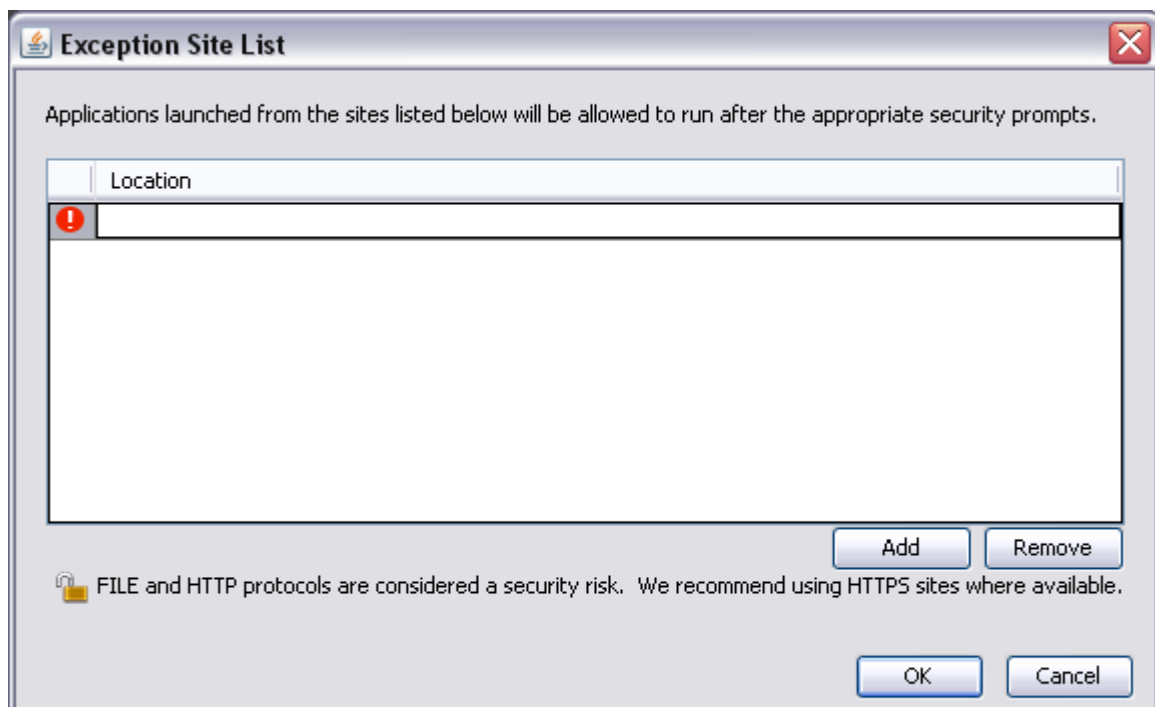 Exception Site List
Applications launched from the sites listed below will be allowed to run after the appropriate security prompts.
Location
Add Remove
FILE and HTTP protocols are considered a security risk. We recommend using HTTPS sites where available.
OK Cancel